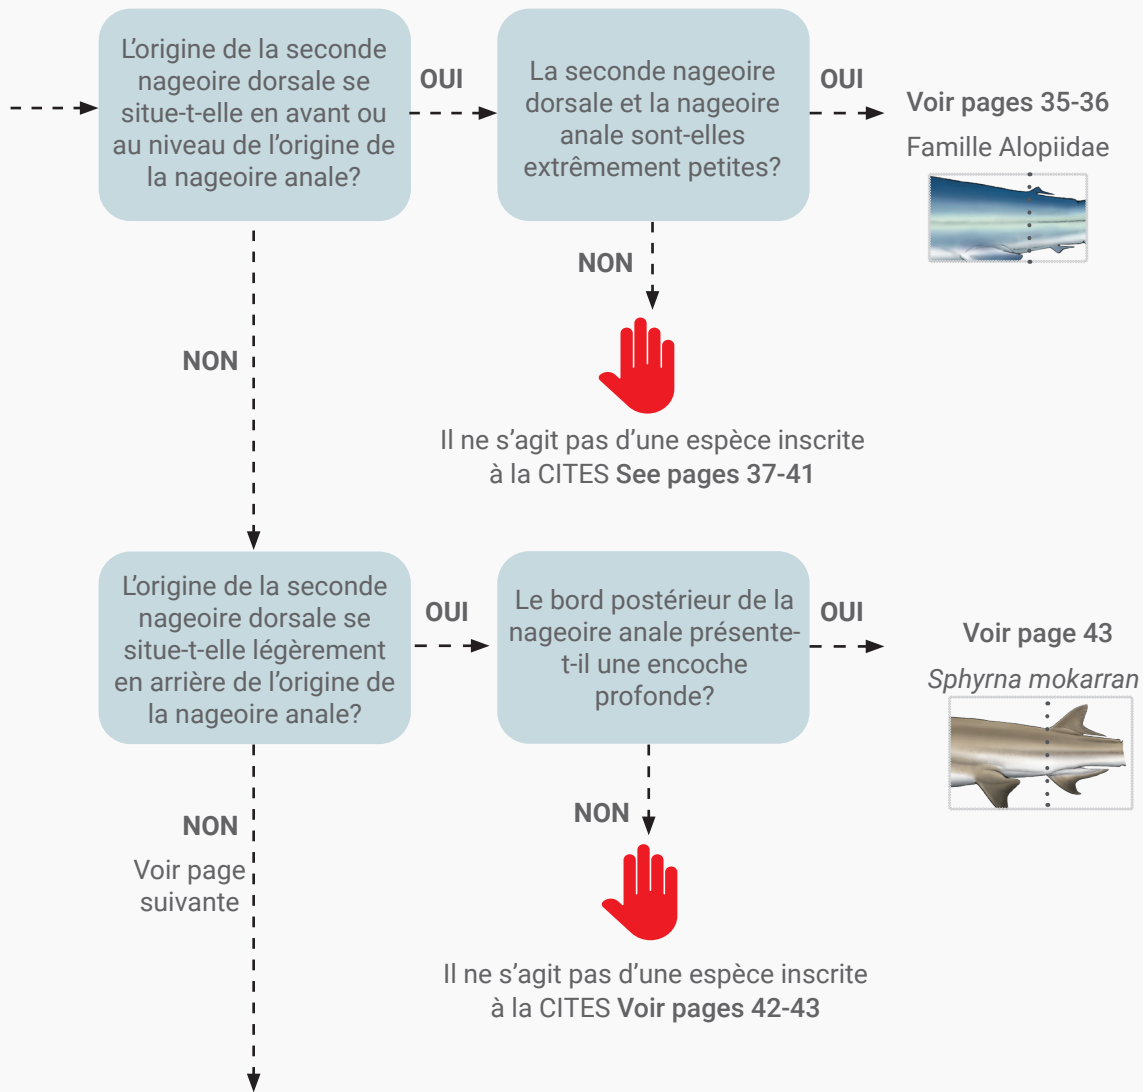 L'origine de la seconde
nageoire dorsale se
situe-t-elle en avant ou
au niveau de l'origine de
la nageoire anale?
OUI
La seconde nageoire
dorsale et la nageoire
anale sont-elles
extrêmement petites?
OUI
Voir pages 35-36
Famille Alopiidae
NON
Il ne s'agit pas d'une espèce inscrite
à la CITES See pages 37-41
NON
L'origine de la seconde
nageoire dorsale se
situe-t-elle légèrement
en arrière de l'origine de
la nageoire anale?
OUI
Le bord postérieur de la
nageoire anale présente-
t-il une encoche
profonde?
OUI
Voir page 43
Sphyrna mokarran
NON
Il ne s'agit pas d'une espèce inscrite
à la CITES Voir pages 42-43
NON
Voir page
suivante